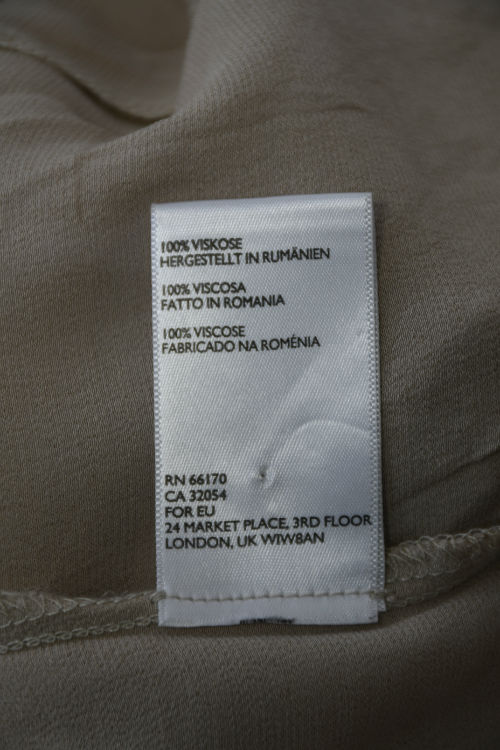 100% VISKOSE
HERGESTELLT IN RUMÄNIEN
100% VISCOSA
FATTO IN ROMANIA
100% VISCOSE
FABRICADO NA ROMÉNIA
RN 66170
CA 32054
FOR EU
24 MARKET PLACE, 3RD FLOOR
LONDON, UK W1W8AN